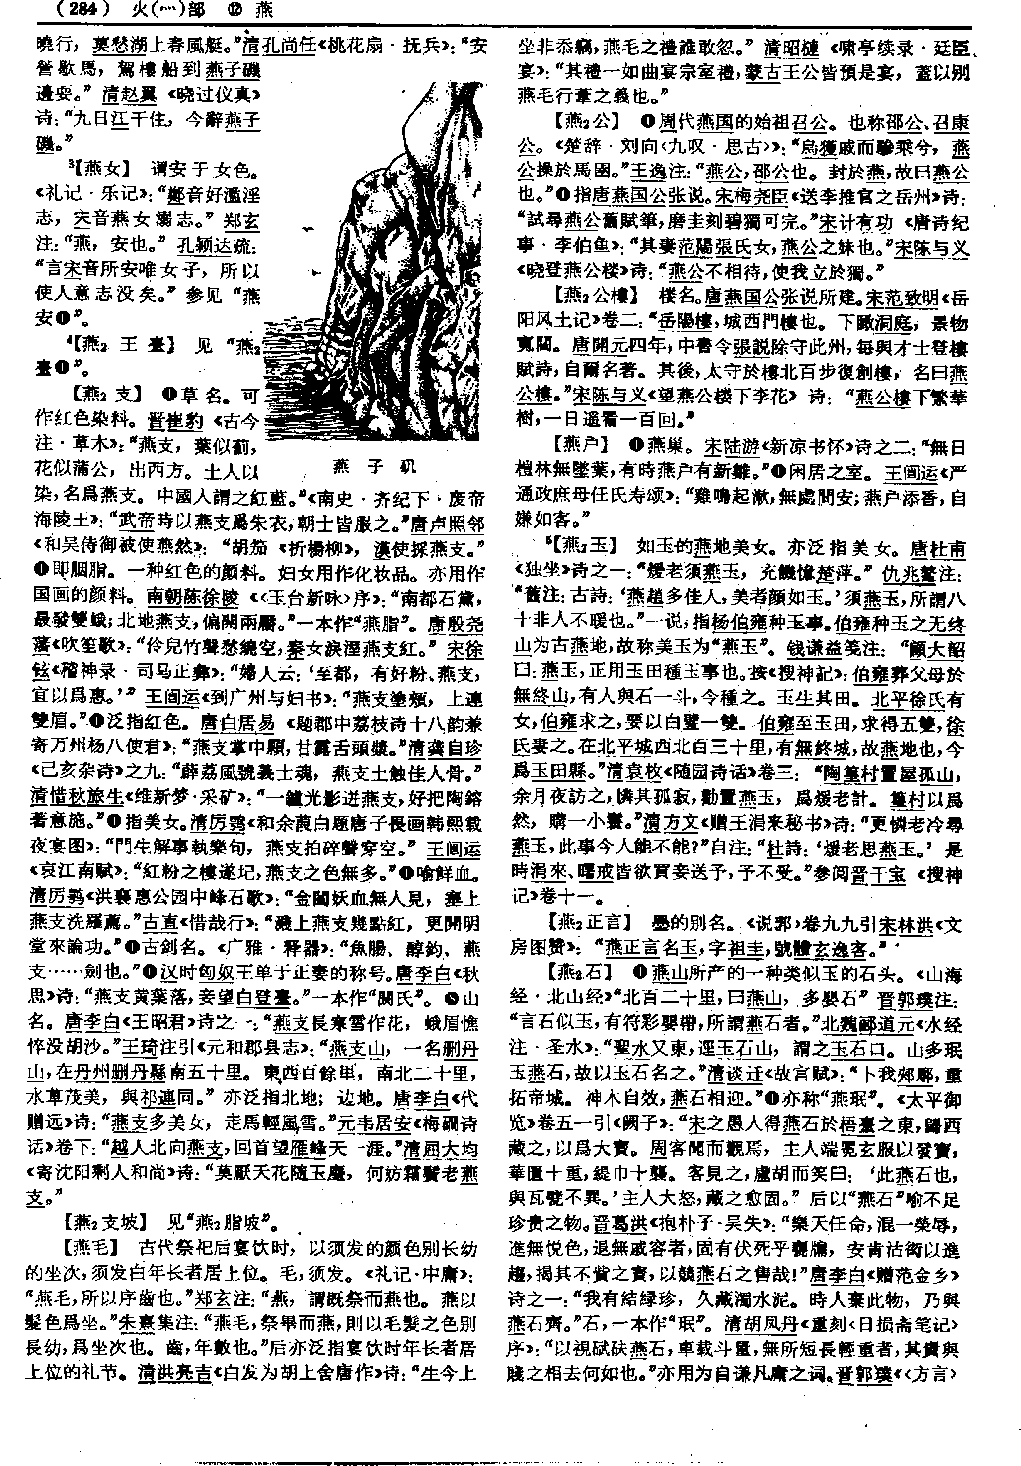 (284) 火(灬)部 ⑫ 燕
曉行，莫愁湖上春風艇。”清孔尚任《桃花扇·抚兵》：“安
營歇馬，駕樓船到燕子磯
邊耍。”清赵翼《晓过仪真》
诗：“九日江干住，今辭燕子
磯。”
³【燕女】 谓安于女色。
《礼记·乐记》：“鄭音好濫淫
志，宋音燕女溺志。”郑玄
注：“燕，安也。”孔颖达疏：
“言宋音所安唯女子，所以
使人意志没矣。”参见“燕
安❶”。
⁴【燕₂王臺】 见“燕₂
臺❶”。
【燕₂支】 ❶草名。可
作红色染料。晋崔豹《古今
注·草木》：“燕支，葉似薊，
花似蒲公，出西方。土人以
燕子矶
染，名爲燕支。中國人謂之紅藍。”《南史·齐纪下·废帝
海陵王》：“武帝時以燕支爲朱衣，朝士皆服之。”唐卢照邻
《和吴侍御被使燕然》：“胡笳《折楊柳》，漢使採燕支。”
❷即胭脂。一种红色的颜料。妇女用作化妆品。亦用作
国画的颜料。南朝陈徐陵《〈玉台新咏〉序》：“南都石黛，
最發雙蛾；北地燕支，偏開兩靨。”一本作“燕脂”。唐殷尧
藩《吹笙歌》：“伶兒竹聲愁繞空，秦女淚溼燕支紅。”宋徐
铉《稽神录·司马正彝》：“婦人云：‘至都，有好粉、燕支，
宜以爲惠。’”王闿运《到广州与妇书》：“燕支塗頰，上連
雙眉。”❸泛指红色。唐白居易《题郡中荔枝诗十八韵兼
寄万州杨八使君》：“燕支掌中顆，甘露舌頭漿。”清龚自珍
《己亥杂诗》之九：“薜荔風號義士魂，燕支土蝕佳人骨。”
清惜秋旅生《维新梦·采矿》：“一鑪光影迸燕支，好把陶鎔
著意施。”❹指美女。清厉鹗《和余葭白题唐子畏画韩熙载
夜宴图》：“門生解事執樂句，燕支拍碎聲穿空。”王闿运
《哀江南赋》：“紅粉之樓遂圮，燕支之色無多。”❺喻鲜血。
清厉鹗《洪襄惠公园中峰石歌》：“金閶妖血無人見，塞上
燕支洗羅薦。”古直《惜哉行》：“濺上燕支幾點紅，更開明
堂來論功。”❻古剑名。《广雅·释器》：“魚腸、醇鈞、燕
支……劍也。”❼汉时匈奴王单于正妻的称号。唐李白《秋
思》诗：“燕支黄葉落，妾望白登臺。”一本作“閼氏”。❽山
名。唐李白《王昭君》诗之一：“燕支長寒雪作花，蛾眉憔
悴没胡沙。”王琦注引《元和郡县志》：“燕支山，一名删丹
山，在丹州删丹縣南五十里。東西百餘里，南北二十里，
水草茂美，與祁連同。”亦泛指北地；边地。唐李白《代
赠远》诗：“燕支多美女，走馬輕風雪。”元韦居安《梅磵诗
话》卷下：“越人北向燕支，回首望雁峰天一涯。”清屈大均
《寄沈阳剩人和尚》诗：“莫厭天花隨玉麈，何妨霜鬢老燕
支。”
【燕₂支坡】 见“燕₂脂坡”。
【燕毛】 古代祭祀后宴饮时，以须发的颜色别长幼
的坐次，须发白年长者居上位。毛，须发。《礼记·中庸》：
“燕毛，所以序齒也。”郑玄注：“燕，謂既祭而燕也。燕以
髮色爲坐。”朱熹集注：“燕毛，祭畢而燕，則以毛髮之色别
長幼，爲坐次也。齒，年數也。”后亦泛指宴饮时年长者居
上位的礼节。清洪亮吉《白发为胡上舍唐作》诗：“生今上
坐非忝竊，燕毛之禮誰敢忽。”清昭梿《啸亭续录·廷臣
宴》：“其禮一如曲宴宗室禮，蒙古王公皆預是宴，蓋以別
燕毛行葦之義也。”
【燕₂公】 ❶周代燕国的始祖召公。也称邵公、召康
公。《楚辞·刘向〈九叹·思古〉》：“烏獲戚而驂乘兮，燕
公操於馬圉。”王逸注：“燕公，邵公也。封於燕，故曰燕公
也。”❷指唐燕国公张说。宋梅尧臣《送李推官之岳州》诗：
“試尋燕公舊賦筆，磨圭刻碧獨可完。”宋计有功《唐诗纪
事·李伯鱼》：“其妻范陽張氏女，燕公之妹也。”宋陈与义
《晓登燕公楼》诗：“燕公不相待，使我立於獨。”
【燕₂公樓】 楼名。唐燕国公张说所建。宋范致明《岳
阳风土记》卷二：“岳陽樓，城西門樓也。下瞰洞庭，景物
寬闊。唐開元四年，中書令張説除守此州，每與才士登樓
賦詩，自爾名著。其後，太守於樓北百步復創樓，名曰燕
公樓。”宋陈与义《望燕公楼下李花》诗：“燕公樓下繁華
樹，一日遥看一百回。”
【燕户】 ❶燕巢。宋陆游《新凉书怀》诗之二：“無日
楦林無墜葉，有時燕户有新雛。”❷闲居之室。王闿运《严
通政庶母任氏寿颂》：“雞鳴起漱，無處閒安；燕户添香，自
嫌如客。”
⁵【燕₂玉】 如玉的燕地美女。亦泛指美女。唐杜甫
《独坐》诗之一：“煖老須燕玉，充饑憶楚萍。”仇兆鳌注：
“舊注：古詩：‘燕趙多佳人，美者顔如玉。’須燕玉，所謂八
十非人不暖也。”一说，指杨伯雍种玉事。伯雍种玉之无终
山为古燕地，故称美玉为“燕玉”。钱谦益笺注：“顧大韶
曰：燕玉，正用玉田種玉事也。按《搜神記》：伯雍葬父母於
無終山，有人與石一斗，令種之。玉生其田。北平徐氏有
女，伯雍求之，要以白璧一雙。伯雍至玉田，求得五雙，徐
氏妻之。在北平城西北百三十里，有無終城，故燕地也，今
爲玉田縣。”清袁枚《随园诗话》卷三：“陶篁村置屋孤山，
余月夜訪之，憐其孤寂，勸置燕玉，爲煖老計。篁村以爲
然，購一小鬟。”清方文《赠王涓来秘书》诗：“更憐老冷尋
燕玉，此事今人能不能？”自注：“杜詩：‘煖老思燕玉。’是
時涓來、曙戒皆欲買妾送予，予不受。”参阅晋干宝《搜神
记》卷十一。
【燕₂正言】 墨的别名。《说郛》卷九九引宋林洪《文
房图赞》：“燕正言名玉，字祖圭，號體玄逸客。”
【燕₂石】 ❶燕山所产的一种类似玉的石头。《山海
经·北山经》“北百二十里，曰燕山，多嬰石”晋郭璞注：
“言石似玉，有符彩嬰帶，所謂燕石者。”北魏郦道元《水经
注·圣水》：“聖水又東，逕玉石山，謂之玉石口。山多珉
玉燕石，故以玉石名之。”清谈迁《故宫赋》：“卜我郟鄏，重
拓帝城。神木自效，燕石相迎。”❷亦称“燕珉”。《太平御
览》卷五一引《阙子》：“宋之愚人得燕石於梧臺之東，歸西
藏之，以爲大寶。周客聞而觀焉，主人端冕玄服以發寶，
華匱十重，緹巾十襲。客見之，盧胡而笑曰：‘此燕石也，
與瓦甓不異。’主人大怒，藏之愈固。”后以“燕石”喻不足
珍贵之物。晋葛洪《抱朴子·吴失》：“樂天任命，混一榮辱，
進無悦色，退無戚容者，固有伏死乎甕牖，安肯沽衒以進
趨，揭其不貲之寶，以競燕石之售哉！”唐李白《赠范金乡》
诗之一：“我有結緑珍，久藏濁水泥。時人棄此物，乃與
燕石齊。”石，一本作“珉”。清胡凤丹《重刻〈日损斋笔记〉
序》：“以視碔砆燕石，車載斗量，無所短長輕重者，其貴與
賤之相去何如也。”亦用为自谦凡庸之词。晋郭璞《〈方言〉